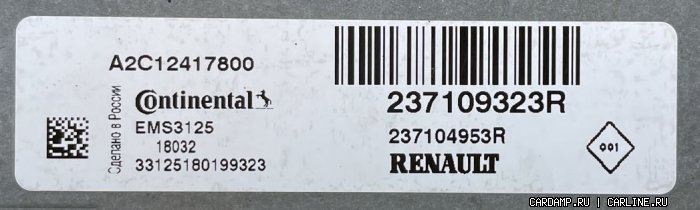 A2C12417800
Сделано в России
Continental
EMS3125
18032
33125180199323
237109323R
237104953R
RENAULT
001
CARDAMP.RU | CARLINE.RU